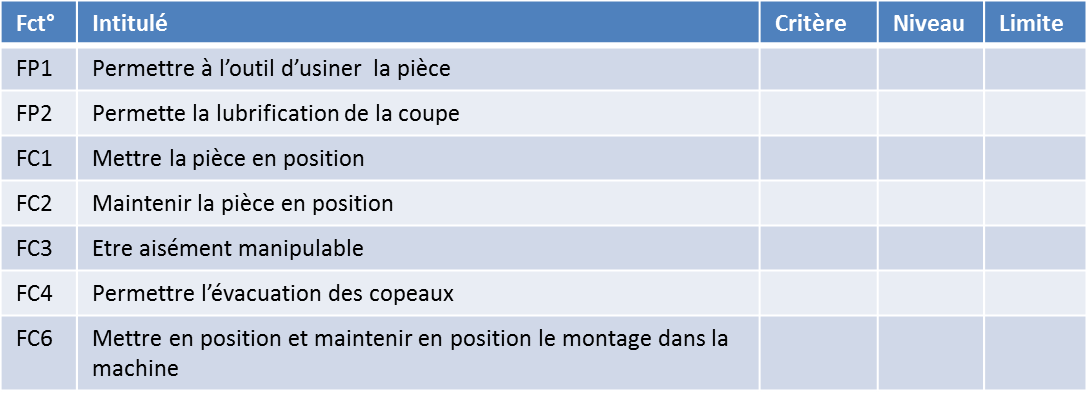 Fct° Intitulé Critère Niveau Limite
FP1 Permettre à l’outil d’usiner la pièce
FP2 Permette la lubrification de la coupe
FC1 Mettre la pièce en position
FC2 Maintenir la pièce en position
FC3 Etre aisément manipulable
FC4 Permettre l’évacuation des copeaux
FC6 Mettre en position et maintenir en position le montage dans la
machine